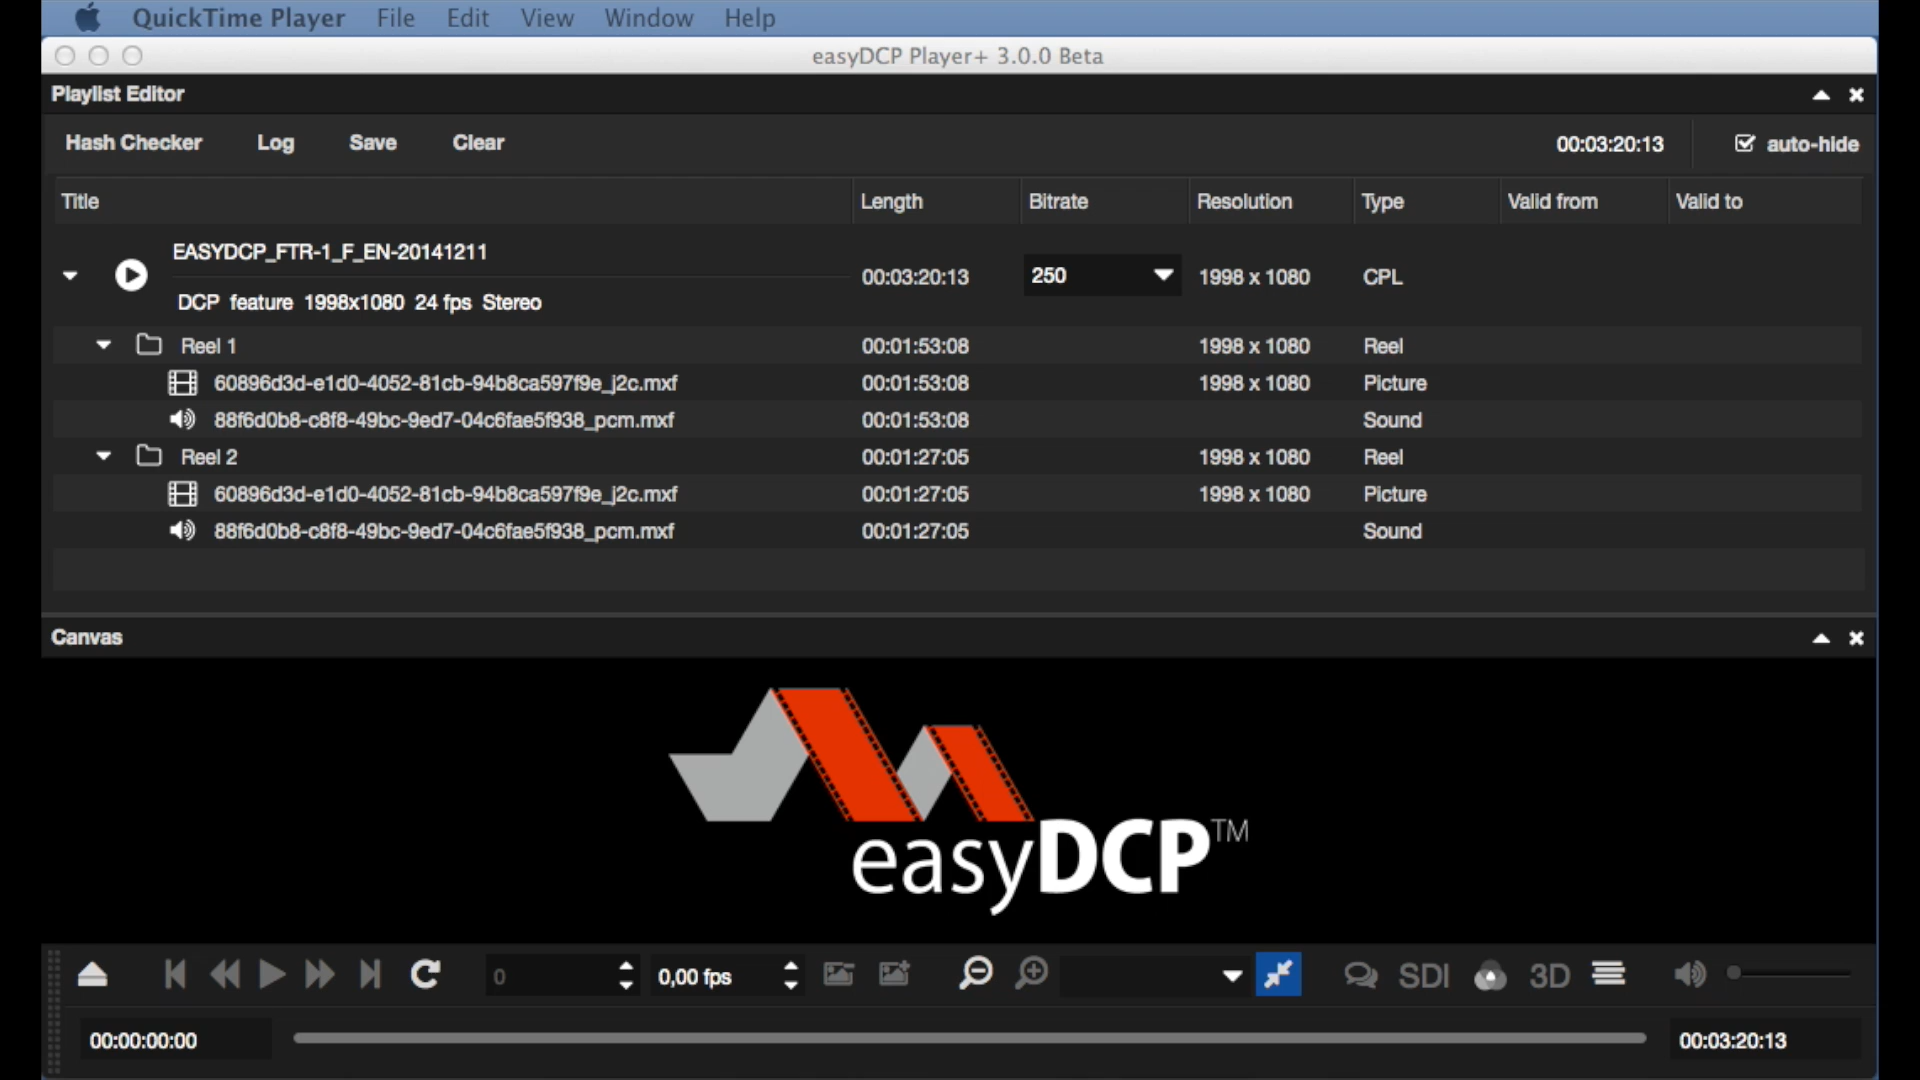 QuickTime Player File Edit View Window Help
easyDCP Player+ 3.0.0 Beta
Playlist Editor
Hash Checker Log Save Clear 00:03:20:13 auto-hide
Title Length Bitrate Resolution Type Valid from Valid to
EASYDCP_FTR-1_F_EN-20141211
00:03:20:13 250 1998 x 1080 CPL
DCP feature 1998x1080 24 fps Stereo
Reel 1 00:01:53:08 1998 x 1080 Reel
60896d3d-e1d0-4052-81cb-94b8ca597f9e_j2c.mxf 00:01:53:08 1998 x 1080 Picture
88f6d0b8-c8f8-49bc-9ed7-04c6fae5f938_pcm.mxf 00:01:53:08 Sound
Reel 2 00:01:27:05 1998 x 1080 Reel
60896d3d-e1d0-4052-81cb-94b8ca597f9e_j2c.mxf 00:01:27:05 1998 x 1080 Picture
88f6d0b8-c8f8-49bc-9ed7-04c6fae5f938_pcm.mxf 00:01:27:05 Sound
Canvas
easyDCP™
0 0,00 fps SDI 3D
00:00:00:00 00:03:20:13